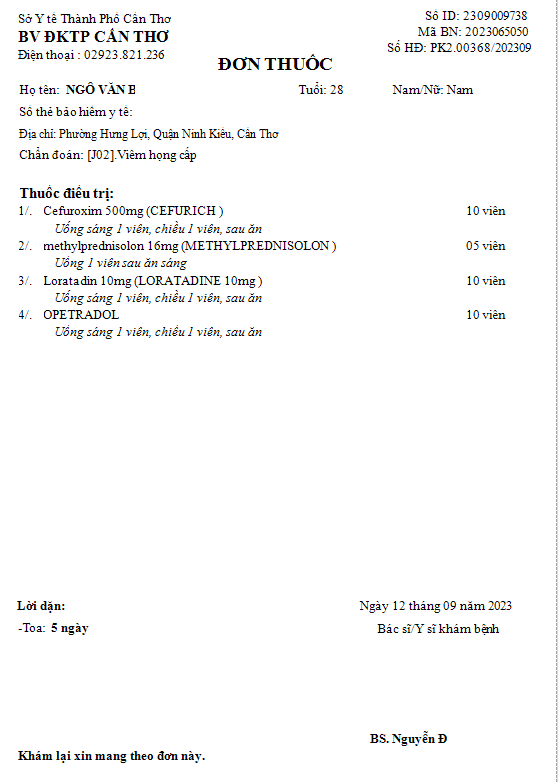 Sở Y tế Thành Phố Cần Thơ
BV ĐKTP CẦN THƠ
Điện thoại : 02923.821.236
Số ID: 2309009738
Mã BN: 2023065050
Số HĐ: PK2.00368/202309
ĐƠN THUỐC
Họ tên: NGÔ VĂN B
Tuổi: 28
Nam/Nữ: Nam
Số thẻ bảo hiểm y tế:
Địa chỉ: Phường Hưng Lợi, Quận Ninh Kiều, Cần Thơ
Chẩn đoán: [J02].Viêm họng cấp
Thuốc điều trị:
1/. Cefuroxim 500mg (CEFURICH ) 10 viên
Uống sáng 1 viên, chiều 1 viên, sau ăn
2/. methylprednisolon 16mg (METHYLPREDNISOLON ) 05 viên
Uống 1 viên sau ăn sáng
3/. Loratadin 10mg (LORATADINE 10mg ) 10 viên
Uống sáng 1 viên, chiều 1 viên, sau ăn
4/. OPETRADOL 10 viên
Uống sáng 1 viên, chiều 1 viên, sau ăn
Lời dặn:
-Toa: 5 ngày
Ngày 12 tháng 09 năm 2023
Bác sĩ/Y sĩ khám bệnh
BS. Nguyễn Đ
Khám lại xin mang theo đơn này.